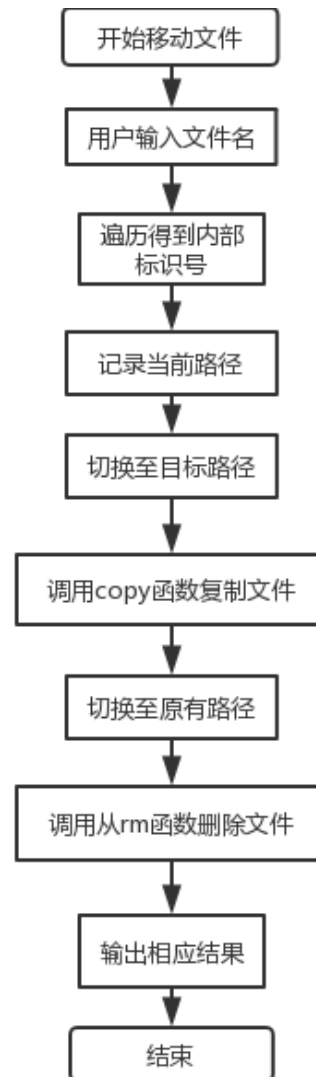 开始移动文件
用户输入文件名
遍历得到内部
标识号
记录当前路径
切换至目标路径
调用copy函数复制文件
切换至原有路径
调用从rm函数删除文件
输出相应结果
结束